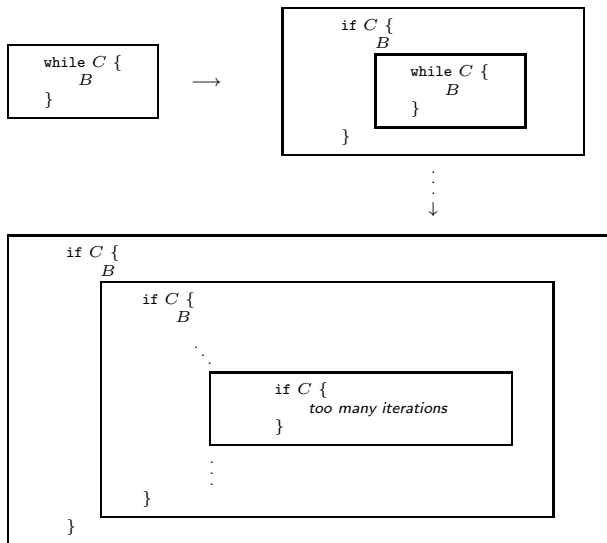 while C {
B
}
⟶
if C {
B
while C {
B
}
}
⋮
↓
if C {
B
if C {
B
⋱
if C {
too many iterations
}
⋮
}
}